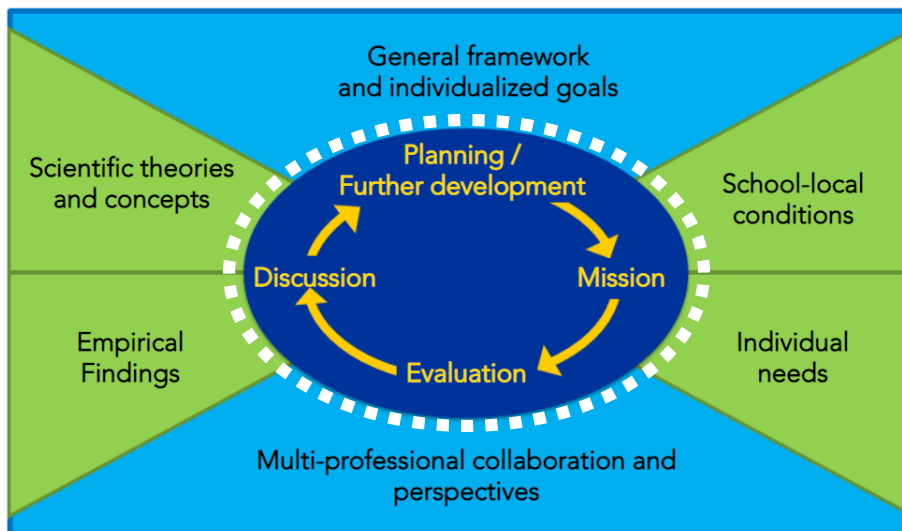 General framework
and individualized goals
Scientific theories
and concepts
Planning /
Further development
School-local
conditions
Discussion
Mission
Empirical
Findings
Evaluation
Individual
needs
Multi-professional collaboration and
perspectives